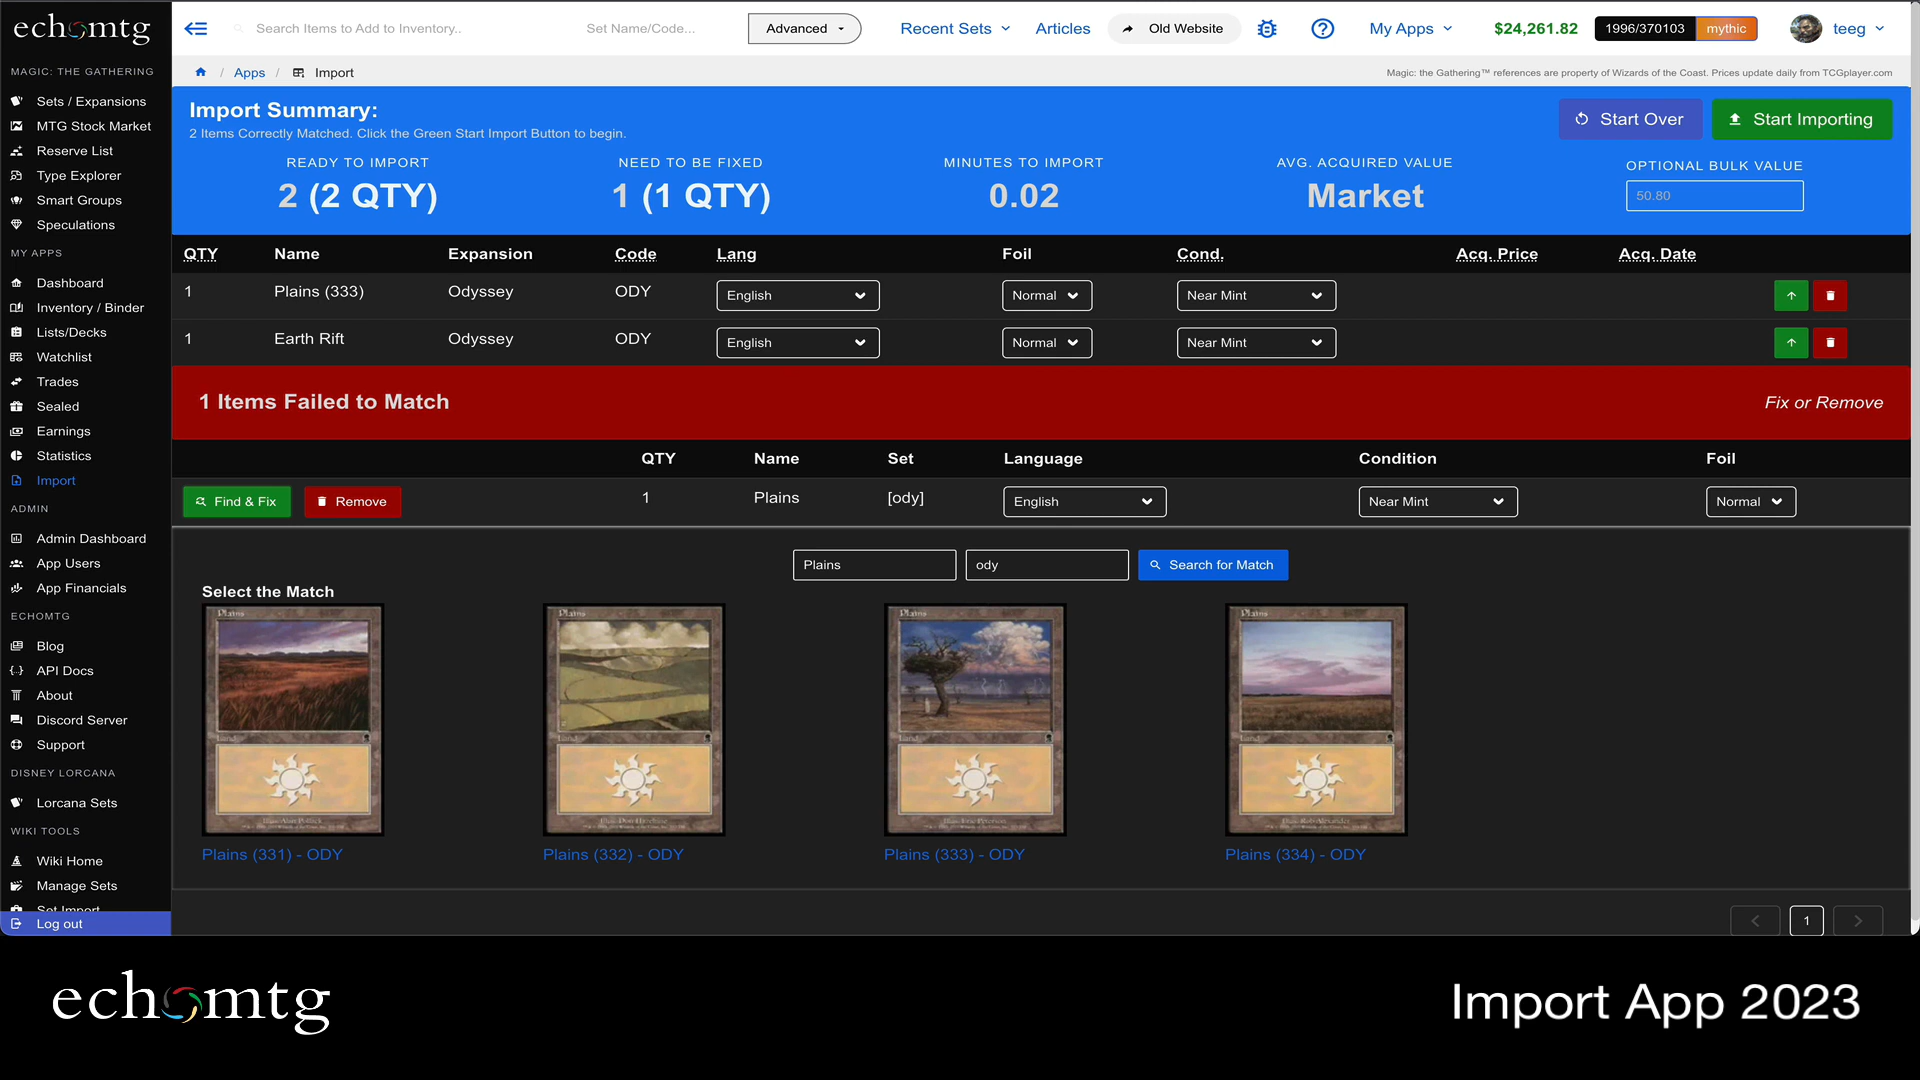 echomtg
Search Items to Add to Inventory..
Set Name/Code...
Advanced
Recent Sets
Articles
Old Website
My Apps
$24,261.82
1996/370103
mythic
teeg
Apps / Import
Magic: the Gathering™ references are property of Wizards of the Coast. Prices update daily from TCGplayer.com
MAGIC: THE GATHERING
Sets / Expansions
MTG Stock Market
Reserve List
Type Explorer
Smart Groups
Speculations
MY APPS
Dashboard
Inventory / Binder
Lists/Decks
Watchlist
Trades
Sealed
Earnings
Statistics
Import
ADMIN
Admin Dashboard
App Users
App Financials
ECHOMTG
Blog
API Docs
About
Discord Server
Support
DISNEY LORCANA
Lorcana Sets
WIKI TOOLS
Wiki Home
Manage Sets
Set Import
Log out
Import Summary:
2 Items Correctly Matched. Click the Green Start Import Button to begin.
Start Over
Start Importing
READY TO IMPORT
2 (2 QTY)
NEED TO BE FIXED
1 (1 QTY)
MINUTES TO IMPORT
0.02
AVG. ACQUIRED VALUE
Market
OPTIONAL BULK VALUE
50.80
QTY Name Expansion Code Lang Foil Cond. Acq. Price Acq. Date
1 Plains (333) Odyssey ODY English Normal Near Mint
1 Earth Rift Odyssey ODY English Normal Near Mint
1 Items Failed to Match
Fix or Remove
QTY Name Set Language Condition Foil
Find & Fix Remove 1 Plains [ody] English Near Mint Normal
Plains ody Search for Match
Select the Match
Plains
Land
Plains (331) - ODY
Plains
Land
Plains (332) - ODY
Plains
Land
Plains (333) - ODY
Plains
Land
Plains (334) - ODY
1
echomtg
Import App 2023